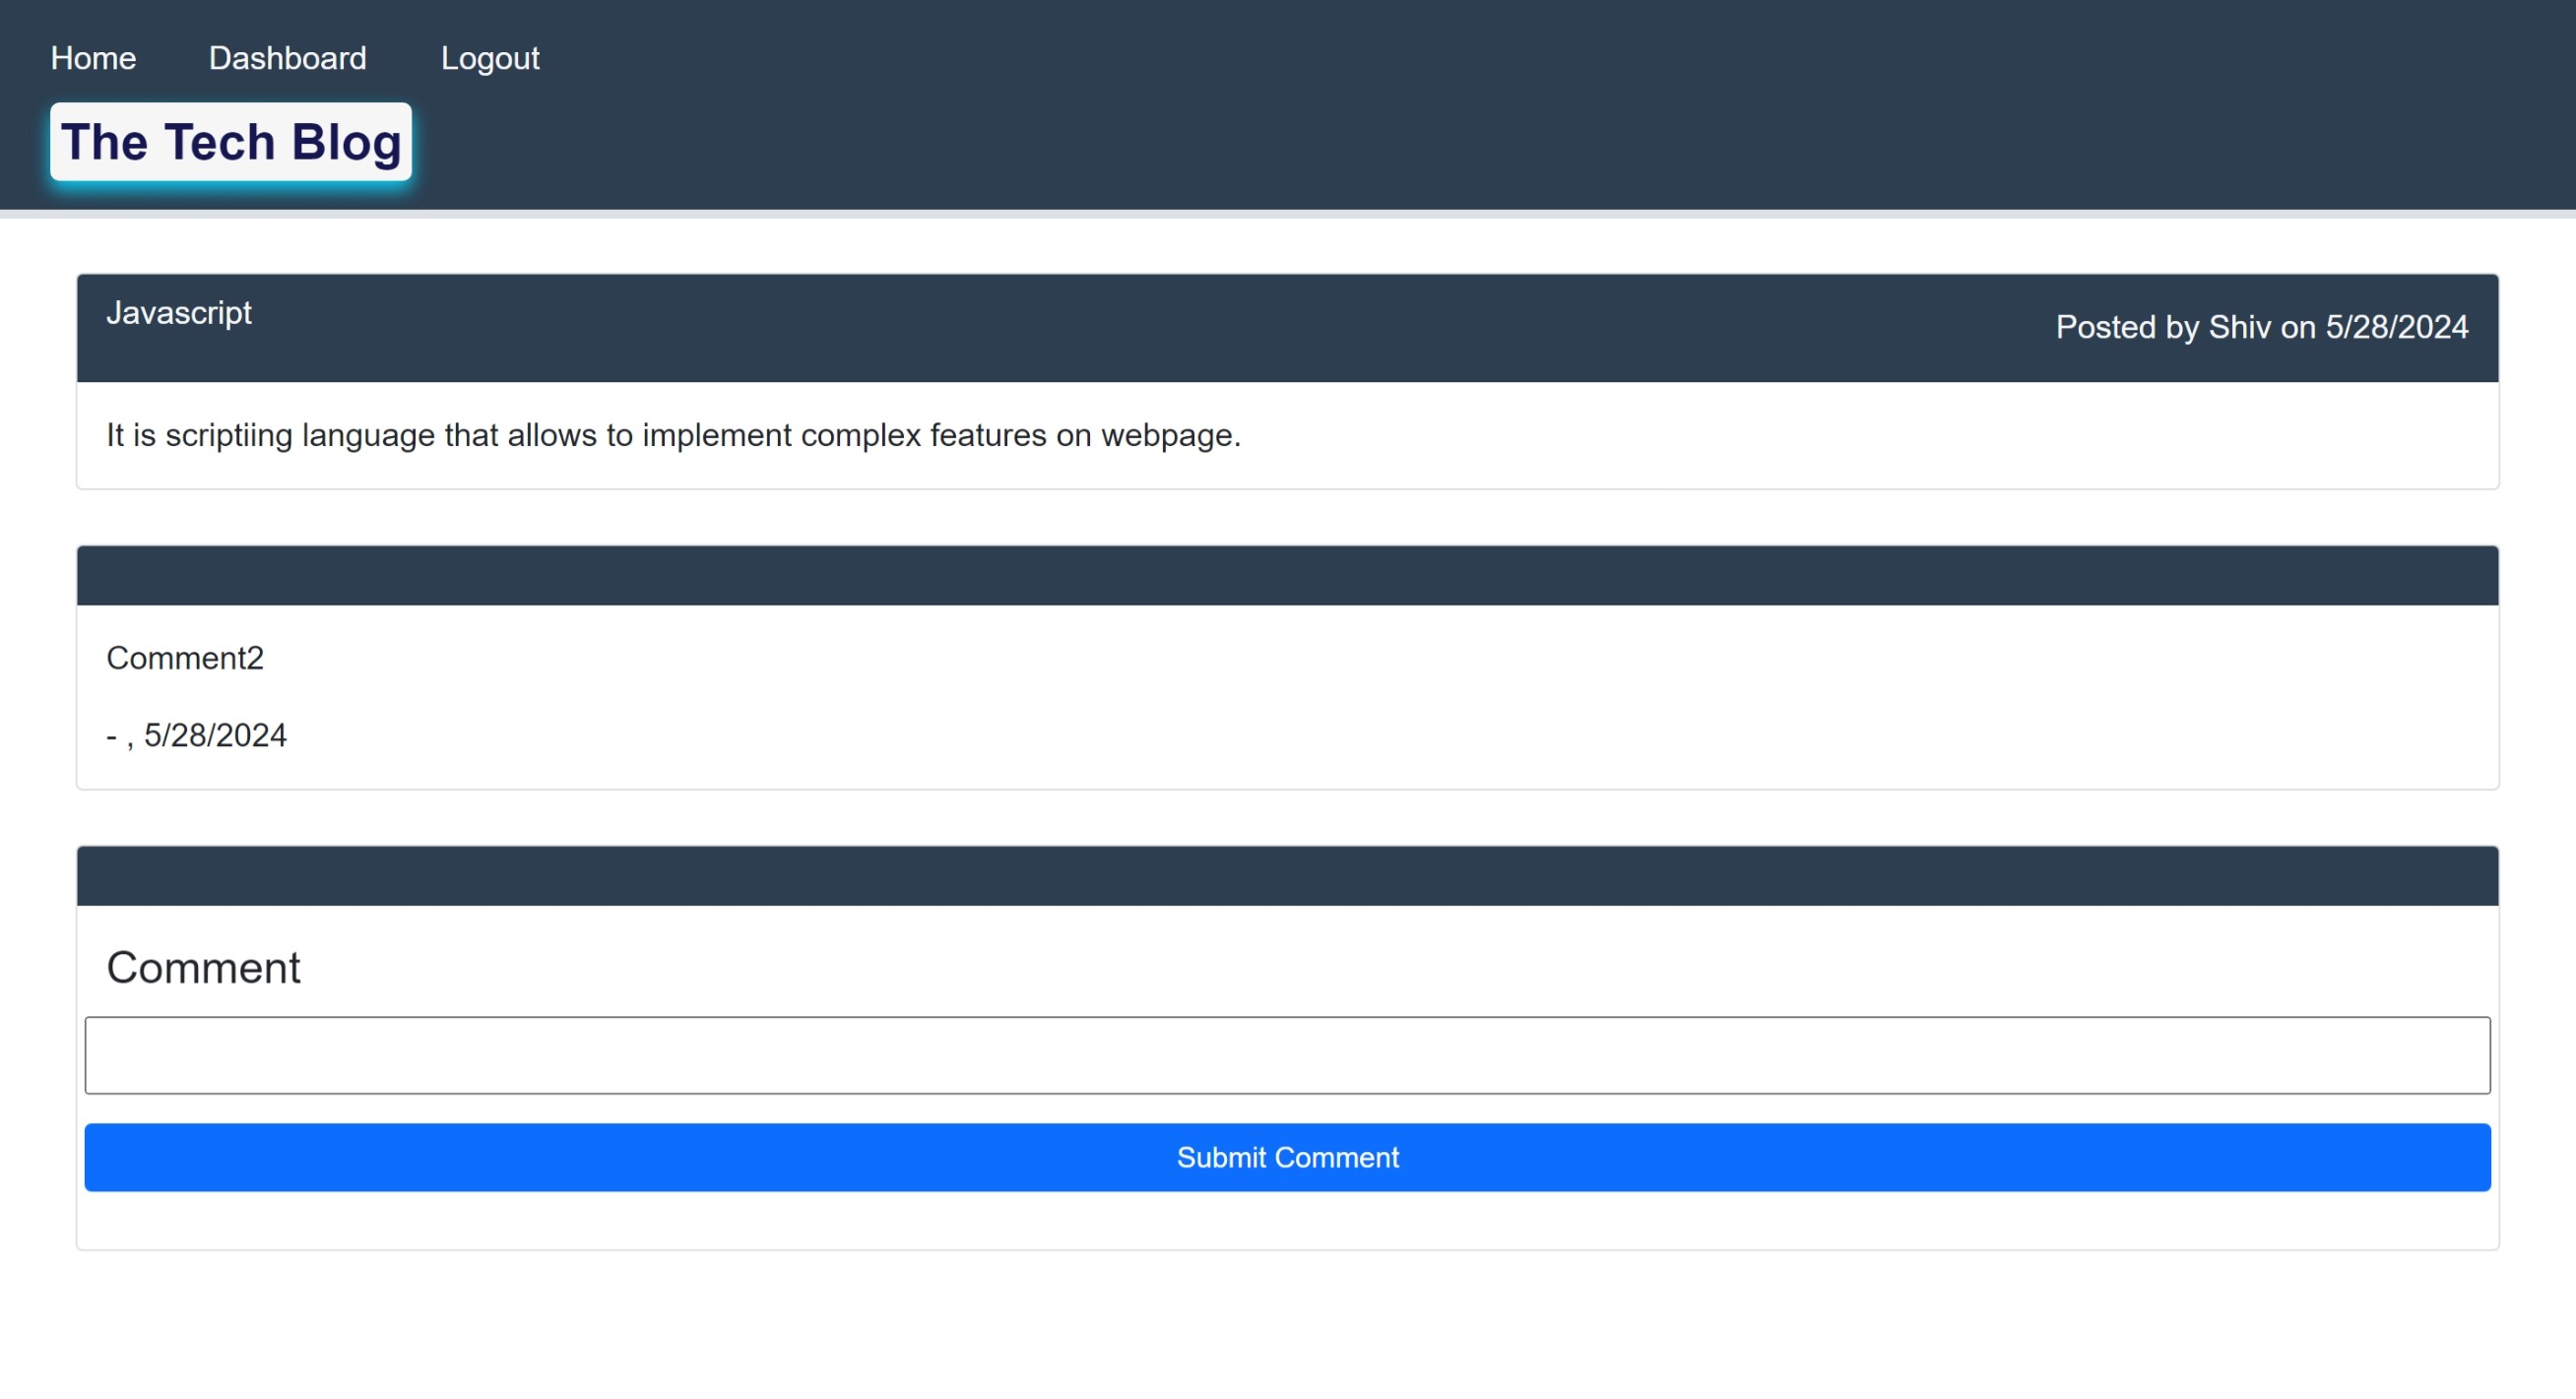 Home Dashboard Logout
The Tech Blog
Javascript
Posted by Shiv on 5/28/2024
It is scriptiing language that allows to implement complex features on webpage.
Comment2
- , 5/28/2024
Comment
Submit Comment